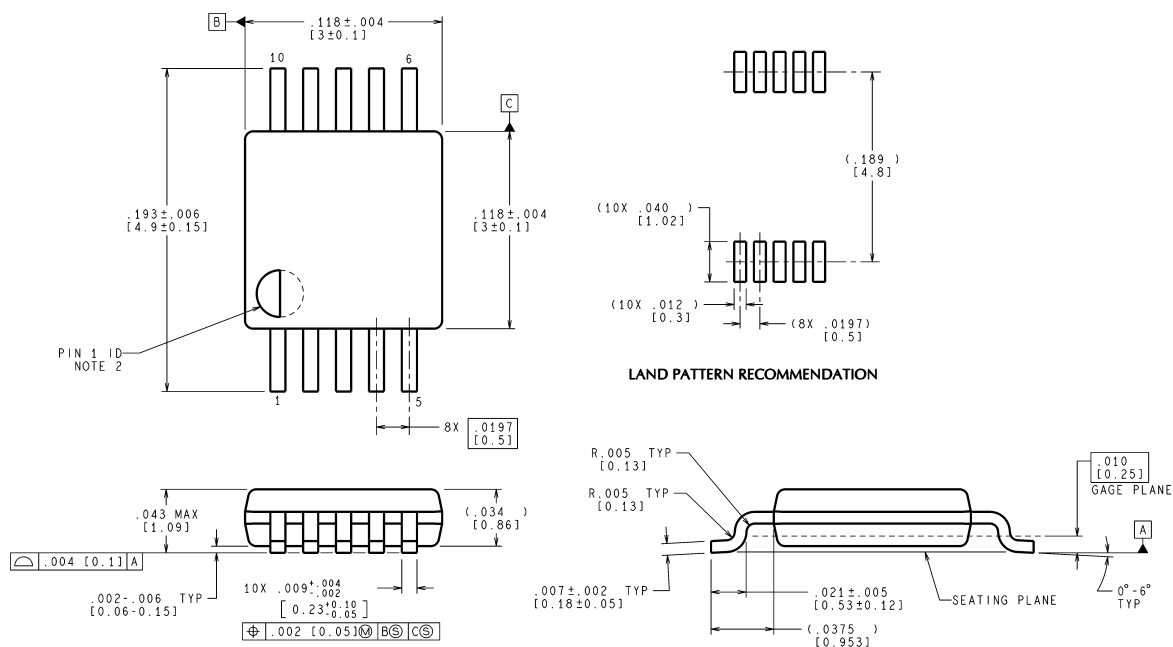 B
.118±.004
[3±0.1]
10
6
C
.193±.006
[4.9±0.15]
.118±.004
[3±0.1]
PIN 1 ID
NOTE 2
1
5
8X .0197
[0.5]
(.189 )
[4.8]
(10X .040 )
[1.02]
(10X .012 )
[0.3]
(8X .0197)
[0.5]
LAND PATTERN RECOMMENDATION
.043 MAX
[1.09]
(.034 )
[0.86]
.004 [0.1] A
.002-.006 TYP
[0.06-0.15]
10X .009+.004
-.002
[0.23+0.10
-0.05]
⌖ .002 [0.05]Ⓜ BⓈ CⓈ
R.005 TYP
[0.13]
R.005 TYP
[0.13]
.010
[0.25]
GAGE PLANE
A
.007±.002 TYP
[0.18±0.05]
.021±.005
[0.53±0.12]
(.0375 )
[0.953]
SEATING PLANE
0°-6°
TYP